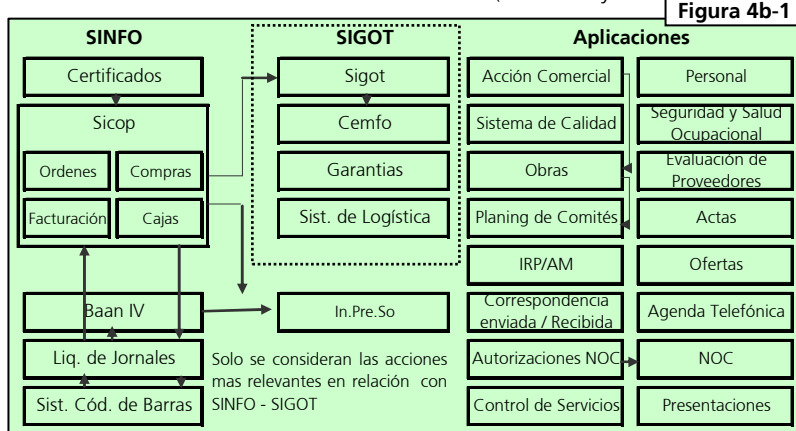 Figura 4b-1
SINFO
Certificados
Sicop
Ordenes
Compras
Facturación
Cajas
Baan IV
Liq. de Jornales
Sist. Cód. de Barras
SIGOT
Sigot
Cemfo
Garantias
Sist. de Logística
In.Pre.So
Solo se consideran las acciones
mas relevantes en relación con
SINFO - SIGOT
Aplicaciones
Acción Comercial
Personal
Sistema de Calidad
Seguridad y Salud
Ocupacional
Obras
Evaluación de
Proveedores
Planing de Comités
Actas
IRP/AM
Ofertas
Correspondencia
enviada / Recibida
Agenda Telefónica
Autorizaciones NOC
NOC
Control de Servicios
Presentaciones